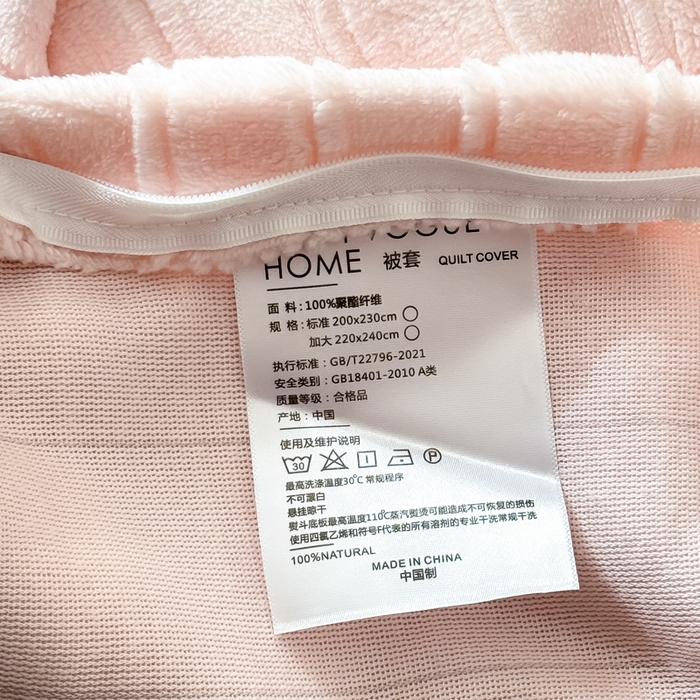 HOME 被套 QUILT COVER
面 料：100%聚酯纤维
规 格：标准 200x230cm
加大 220x240cm
执行标准：GB/T22796-2021
安全类别：GB18401-2010 A类
质量等级：合格品
产地：中国
使用及维护说明
30 P
最高洗涤温度30℃ 常规程序
不可漂白
悬挂晾干
熨斗底板最高温度110℃蒸汽熨烫可能造成不可恢复的损伤
使用四氯乙烯和符号F代表的所有溶剂的专业干洗常规干洗
100%NATURAL
MADE IN CHINA
中国制